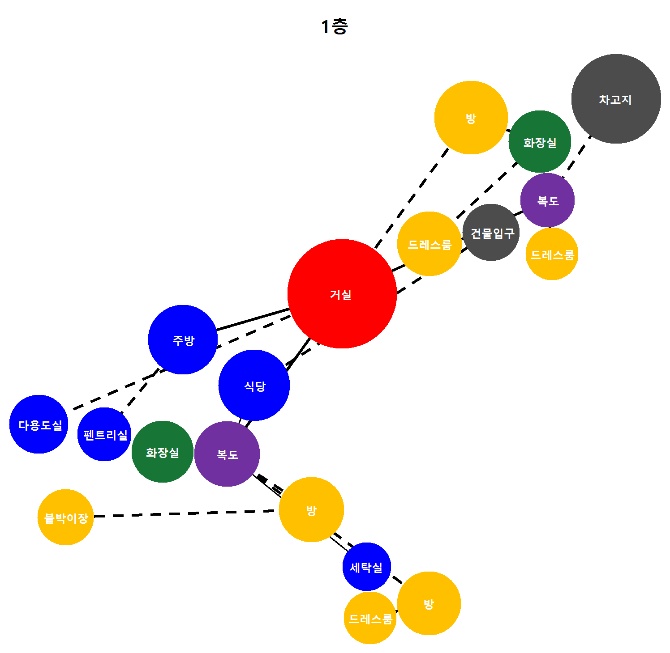 1층
차고지
방
화장실
복도
건물입구
드레스룸
드레스룸
거실
주방
식당
다용도실
펜트리실
화장실
복도
붙박이장
방
세탁실
방
드레스룸